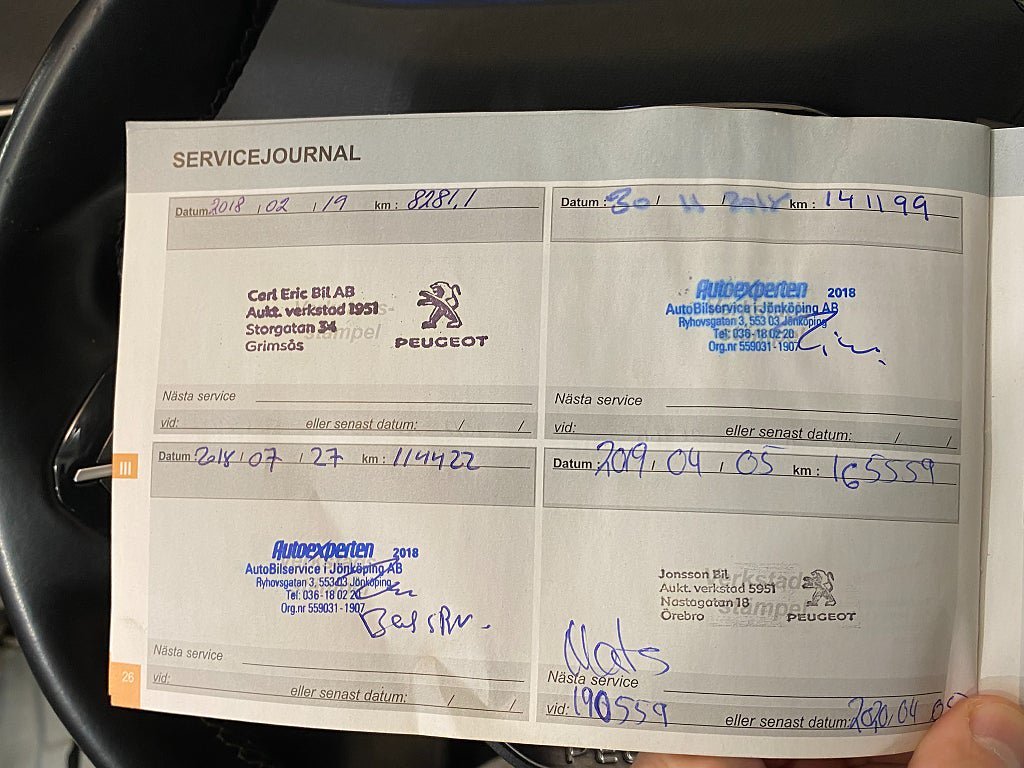 SERVICEJOURNAL
Datum: 2018 / 02 / 19 km: 8281,1
Carl Eric Bil AB
Aukt. verkstad 1951
Storgatan 34
Grimsås
PEUGEOT
Nästa service
vid: eller senast datum: / /
Datum: 30 / 11 / 2018 km: 141199
Autoexperten 2018
AutoBilservice i Jönköping AB
Ryhovsgatan 3, 553 03 Jönköping
Tel: 036-18 02 20
Org.nr 559031-1907
Nästa service
vid: eller senast datum: / /
III
Datum 2018 / 07 / 27 km: 114422
Autoexperten 2018
AutoBilservice i Jönköping AB
Ryhovsgatan 3, 553 03 Jönköping
Tel: 036-18 02 20
Org.nr 559031-1907
Nästa service
vid: eller senast datum: / /
Datum: 2019 / 04 / 05 km: 165559
Verkstadsstämpel
Jonsson Bil
Aukt. verkstad 5951
Nastagatan 18
Örebro
PEUGEOT
Mats
Nästa service
vid: 190559 eller senast datum: 2020 / 04
26